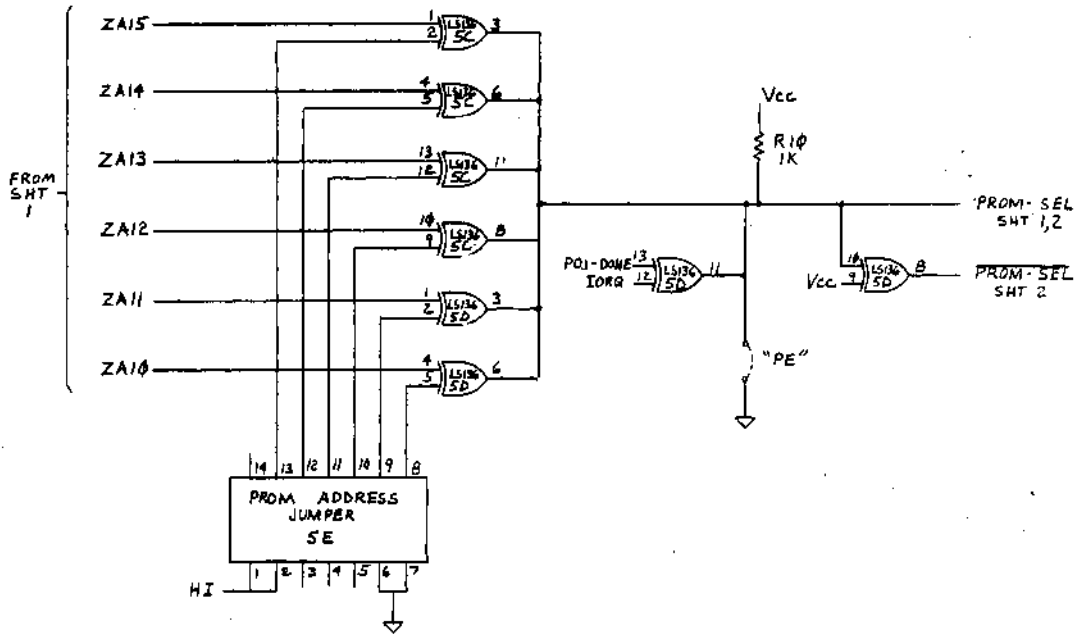 ZA15
1
2
LS136
5C
3
ZA14
4
5
LS136
5C
6
ZA13
13
12
LS136
5C
11
ZA12
10
9
LS136
5C
8
ZA11
1
2
LS136
5D
3
ZA10
4
5
LS136
5D
6
FROM
SHT
1
Vcc
R10
1K
PROM-SEL
SHT 1,2
POJ-DONE
13
IORQ
12
LS136
5D
11
10
Vcc
9
LS136
5D
8
PROM-SEL
SHT 2
"PE"
14 13 12 11 10 9 8
PROM ADDRESS
JUMPER
5E
1 2 3 4 5 6 7
HI